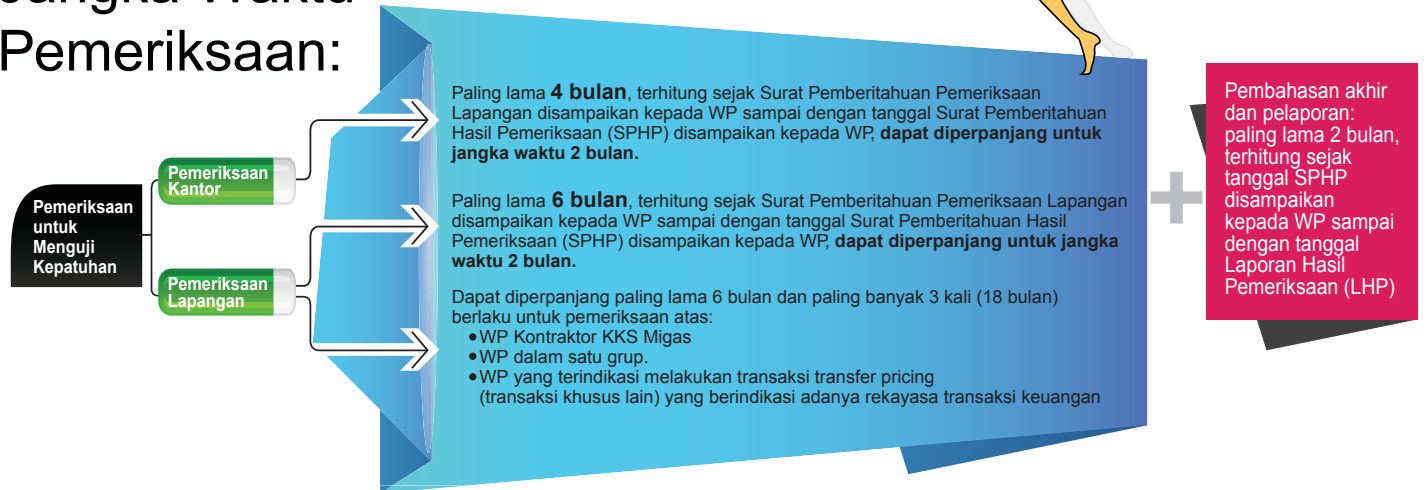 Jangka Waktu
Pemeriksaan:
Pemeriksaan
untuk
Menguji
Kepatuhan
Pemeriksaan
Kantor
Pemeriksaan
Lapangan
Paling lama 4 bulan, terhitung sejak Surat Pemberitahuan Pemeriksaan
Lapangan disampaikan kepada WP sampai dengan tanggal Surat Pemberitahuan
Hasil Pemeriksaan (SPHP) disampaikan kepada WP, dapat diperpanjang untuk
jangka waktu 2 bulan.
Paling lama 6 bulan, terhitung sejak Surat Pemberitahuan Pemeriksaan Lapangan
disampaikan kepada WP sampai dengan tanggal Surat Pemberitahuan Hasil
Pemeriksaan (SPHP) disampaikan kepada WP, dapat diperpanjang untuk jangka
waktu 2 bulan.
Dapat diperpanjang paling lama 6 bulan dan paling banyak 3 kali (18 bulan)
berlaku untuk pemeriksaan atas:
•WP Kontraktor KKS Migas
•WP dalam satu grup.
•WP yang terindikasi melakukan transaksi transfer pricing
(transaksi khusus lain) yang berindikasi adanya rekayasa transaksi keuangan
+
Pembahasan akhir
dan pelaporan:
paling lama 2 bulan,
terhitung sejak
tanggal SPHP
disampaikan
kepada WP sampai
dengan tanggal
Laporan Hasil
Pemeriksaan (LHP)